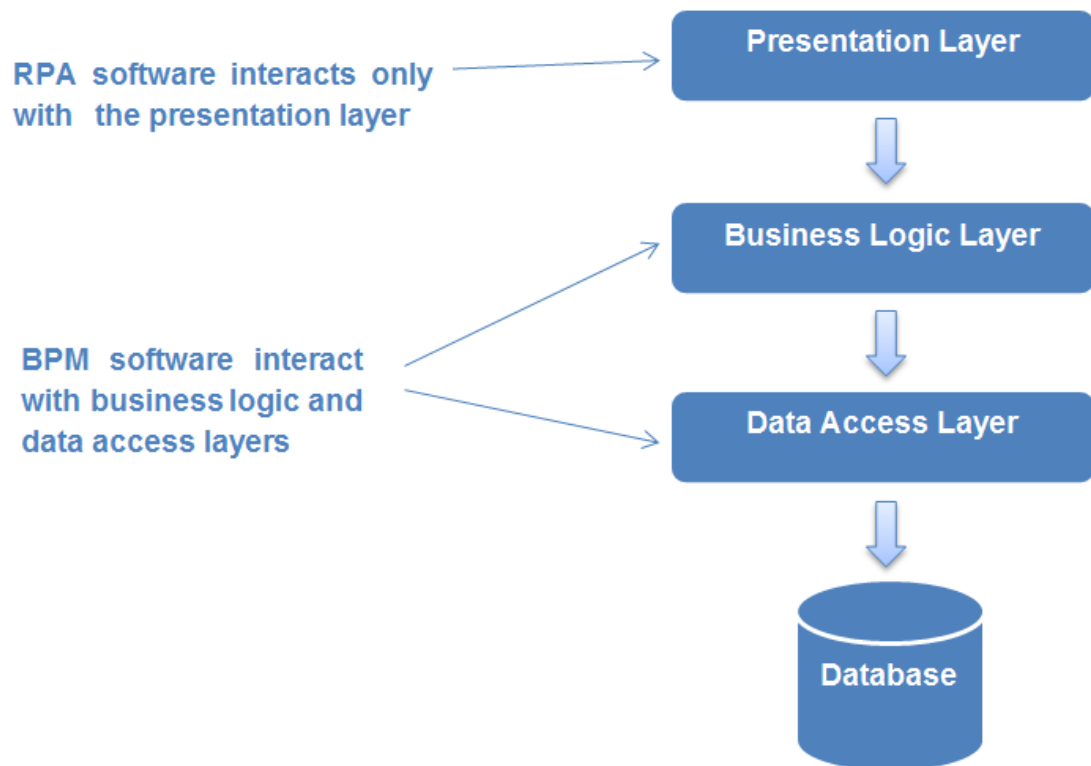 Presentation Layer
RPA software interacts only
with the presentation layer
Business Logic Layer
BPM software interact
with business logic and
data access layers
Data Access Layer
Database